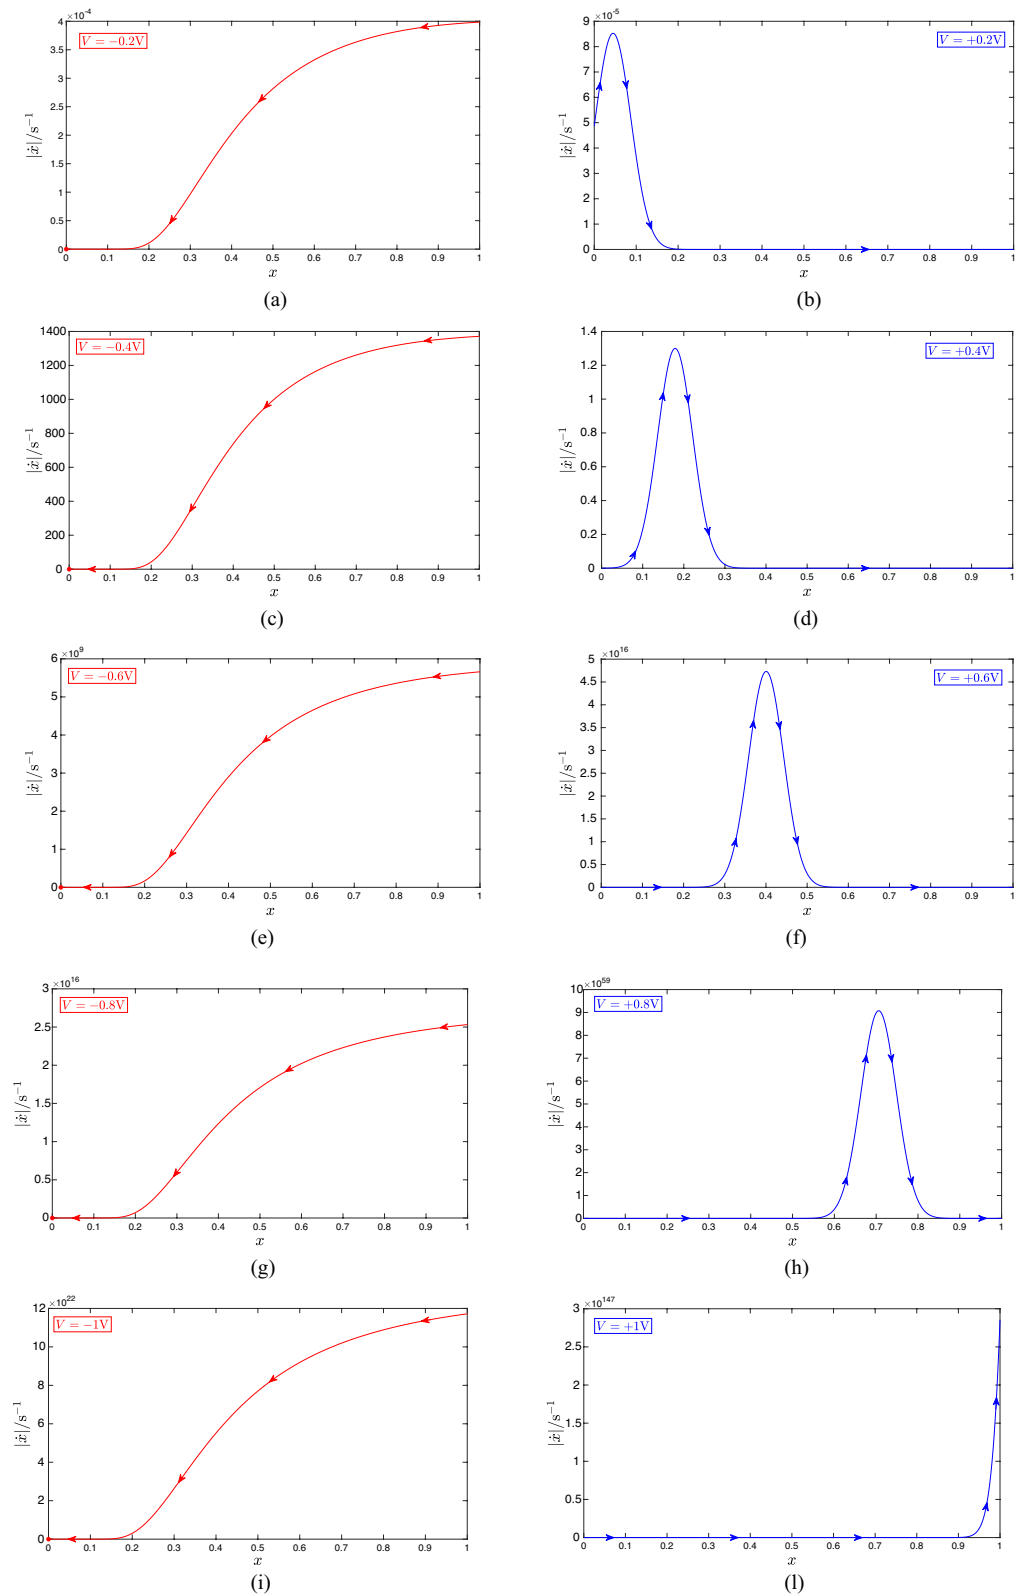 ×10⁻⁴
V = −0.2V
4
3.5
3
2.5
2
1.5
1
0.5
0
|ẋ|/s⁻¹
0 0.1 0.2 0.3 0.4 0.5 0.6 0.7 0.8 0.9 1
x
(a)
×10⁻⁵
V = +0.2V
9
8
7
6
5
4
3
2
1
0
|ẋ|/s⁻¹
0 0.1 0.2 0.3 0.4 0.5 0.6 0.7 0.8 0.9 1
x
(b)
V = −0.4V
1400
1200
1000
800
600
400
200
0
|ẋ|/s⁻¹
0 0.1 0.2 0.3 0.4 0.5 0.6 0.7 0.8 0.9 1
x
(c)
V = +0.4V
1.4
1.2
1
0.8
0.6
0.4
0.2
0
|ẋ|/s⁻¹
0 0.1 0.2 0.3 0.4 0.5 0.6 0.7 0.8 0.9 1
x
(d)
×10⁹
V = −0.6V
6
5
4
3
2
1
0
|ẋ|/s⁻¹
0 0.1 0.2 0.3 0.4 0.5 0.6 0.7 0.8 0.9 1
x
(e)
×10¹⁶
V = +0.6V
5
4.5
4
3.5
3
2.5
2
1.5
1
0.5
0
|ẋ|/s⁻¹
0 0.1 0.2 0.3 0.4 0.5 0.6 0.7 0.8 0.9 1
x
(f)
×10¹⁶
V = −0.8V
3
2.5
2
1.5
1
0.5
0
|ẋ|/s⁻¹
0 0.1 0.2 0.3 0.4 0.5 0.6 0.7 0.8 0.9 1
x
(g)
×10⁵⁹
V = +0.8V
10
9
8
7
6
5
4
3
2
1
0
|ẋ|/s⁻¹
0 0.1 0.2 0.3 0.4 0.5 0.6 0.7 0.8 0.9 1
x
(h)
×10²²
V = −1V
12
10
8
6
4
2
0
|ẋ|/s⁻¹
0 0.1 0.2 0.3 0.4 0.5 0.6 0.7 0.8 0.9 1
x
(i)
×10¹⁴⁷
V = +1V
3
2.5
2
1.5
1
0.5
0
|ẋ|/s⁻¹
0 0.1 0.2 0.3 0.4 0.5 0.6 0.7 0.8 0.9 1
x
(l)